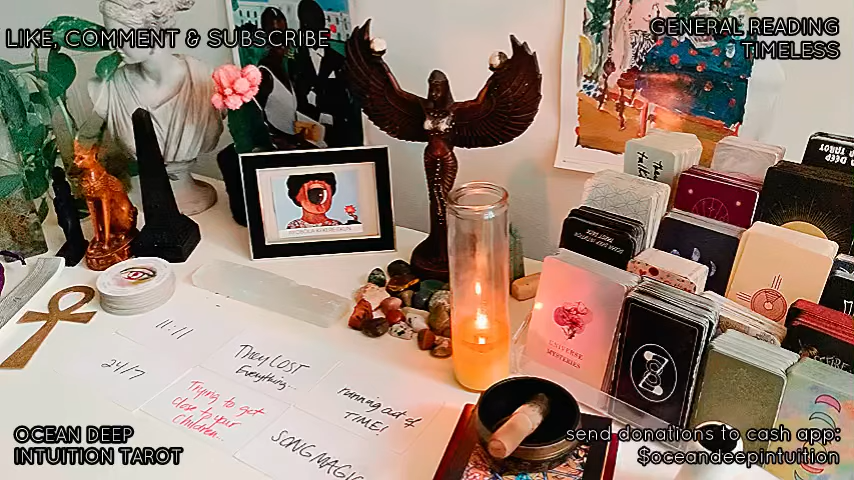 LIKE, COMMENT & SUBSCRIBE
GENERAL READING
TIMELESS
11:11
24/7
They LOST
Everything...
running out of
TIME!
Trying to get
Close to your
Children...
SONG MAGIC
UNIVERSE
MYSTERIES
OCEAN DEEP
INTUITION TAROT
send donations to cash app:
$oceandeepintuition